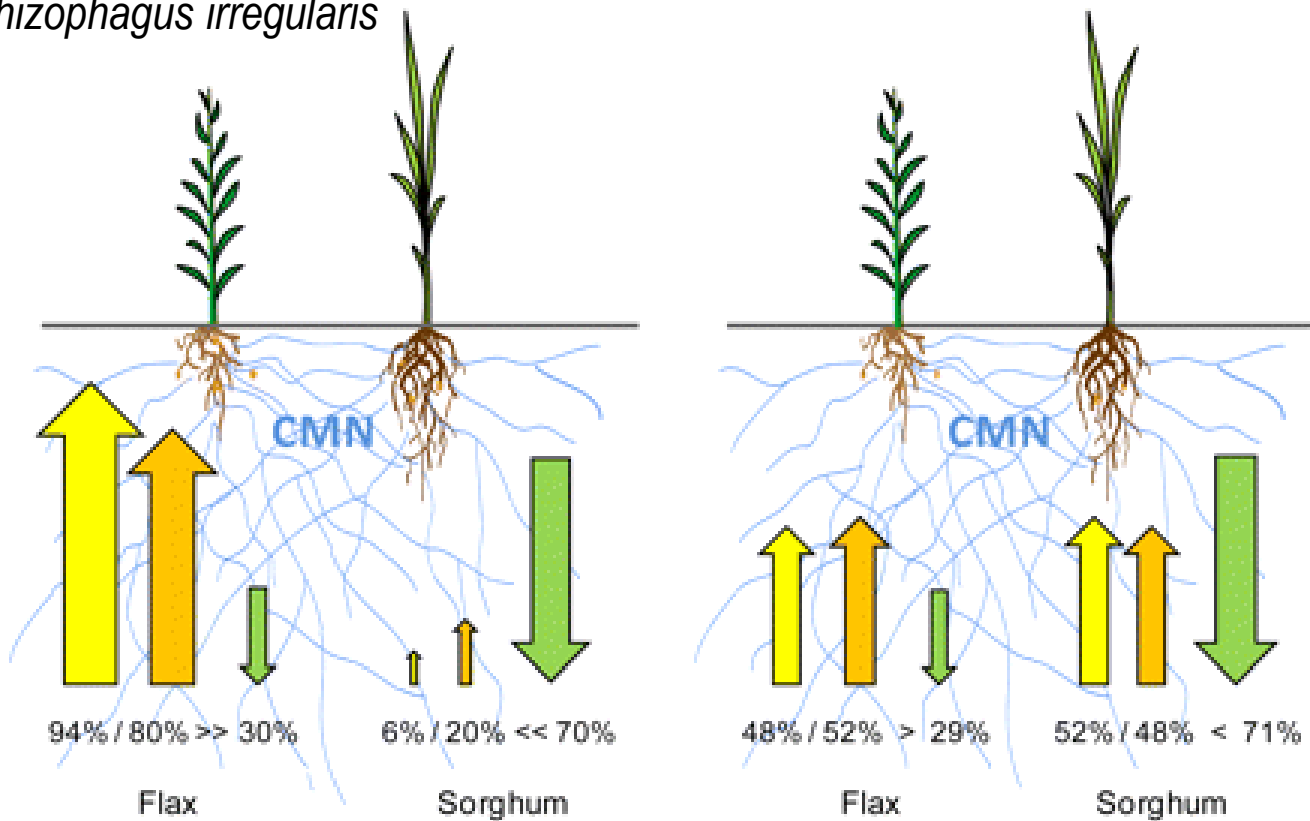 hizophagus irregularis
CMN
CMN
94% / 80% >> 30%
6% / 20% << 70%
48% / 52% > 29%
52% / 48% < 71%
Flax
Sorghum
Flax
Sorghum